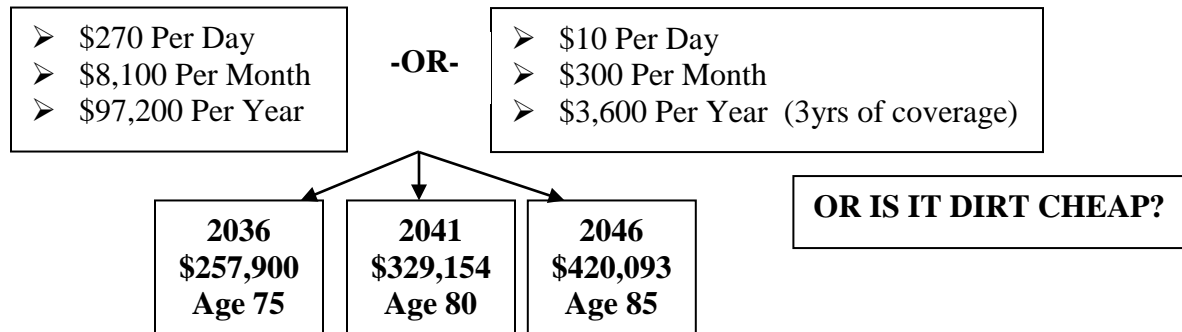 ➢ $270 Per Day
➢ $8,100 Per Month
➢ $97,200 Per Year
-OR-
➢ $10 Per Day
➢ $300 Per Month
➢ $3,600 Per Year (3yrs of coverage)
2036
$257,900
Age 75
2041
$329,154
Age 80
2046
$420,093
Age 85
OR IS IT DIRT CHEAP?